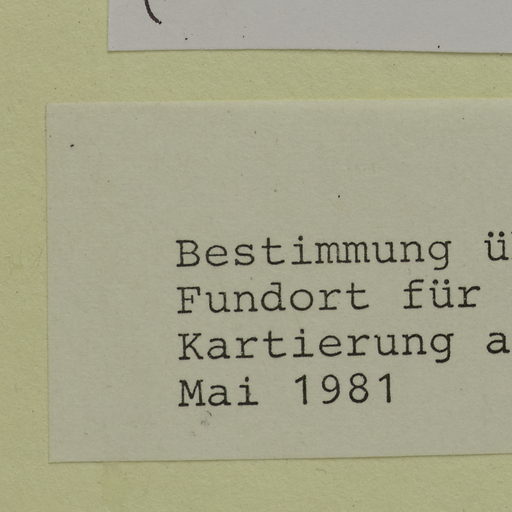 Bestimmung
Fundort für
Kartierung
Mai 1981